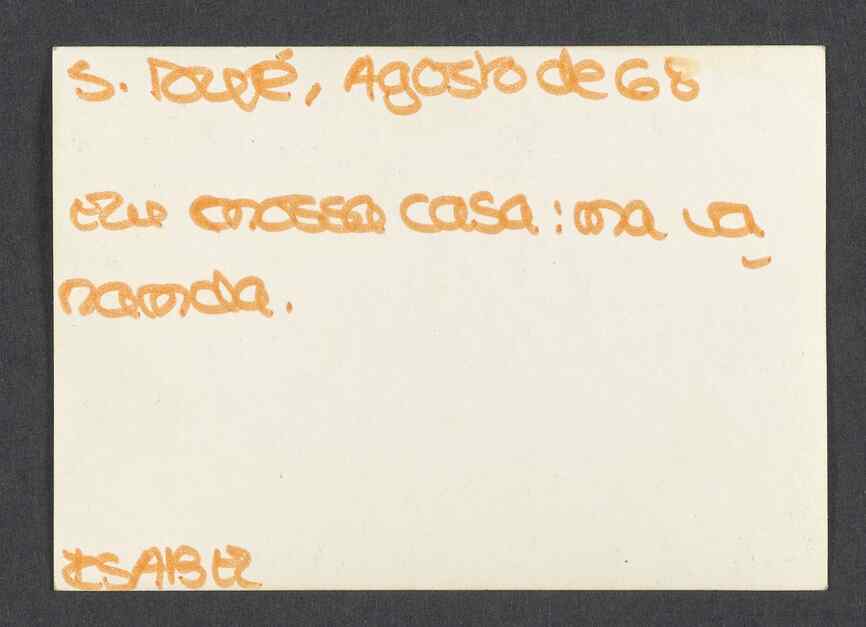 S. Tomé, Agosto de 68
Em nossa casa: na va-
randa.
ISABEL